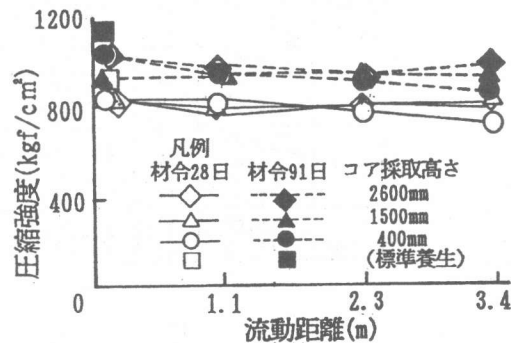 1200
800
400
0
圧縮強度(kgf/cm²)
凡例
材令28日 材令91日 コア採取高さ
2600mm
1500mm
400mm
(標準養生)
1.1 2.3 3.4
流動距離(m)